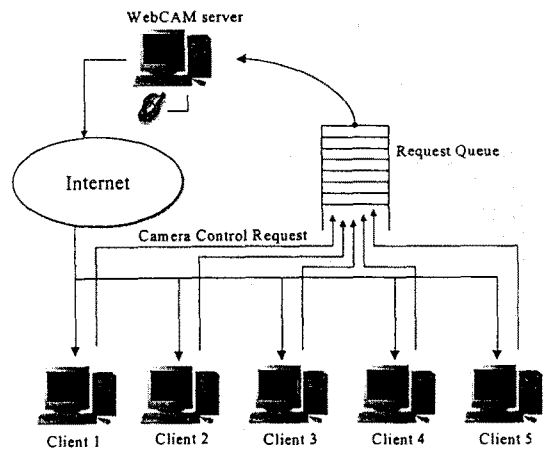 WebCAM server
Request Queue
Internet
Camera Control Request
Client 1
Client 2
Client 3
Client 4
Client 5